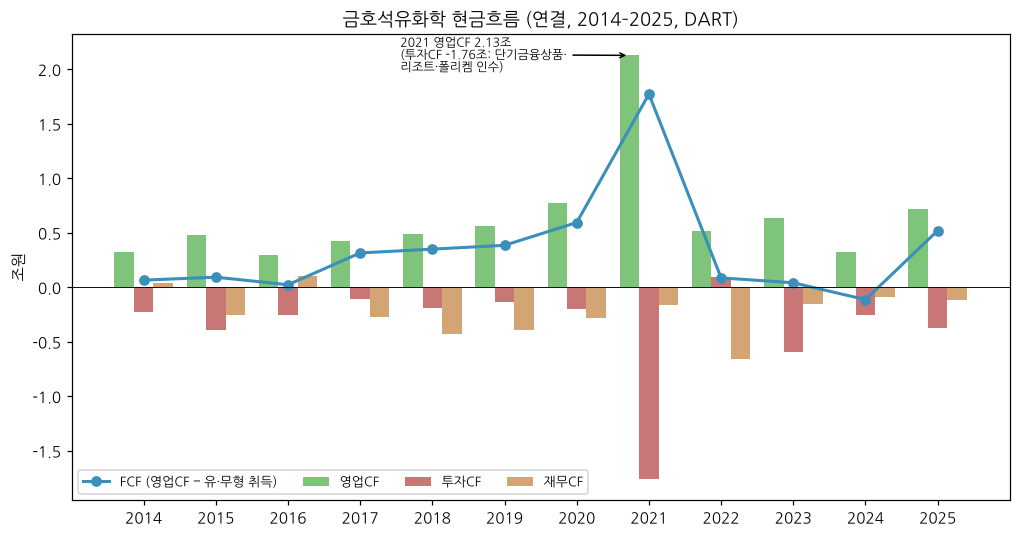 금호석유화학 현금흐름 (연결, 2014-2025, DART)
2021 영업CF 2.13조
(투자CF -1.76조: 단기금융상품·
리조트·폴리켐 인수)
조원
2.0
1.5
1.0
0.5
0.0
-0.5
-1.0
-1.5
FCF (영업CF − 유·무형 취득)
영업CF
투자CF
재무CF
2014 2015 2016 2017 2018 2019 2020 2021 2022 2023 2024 2025